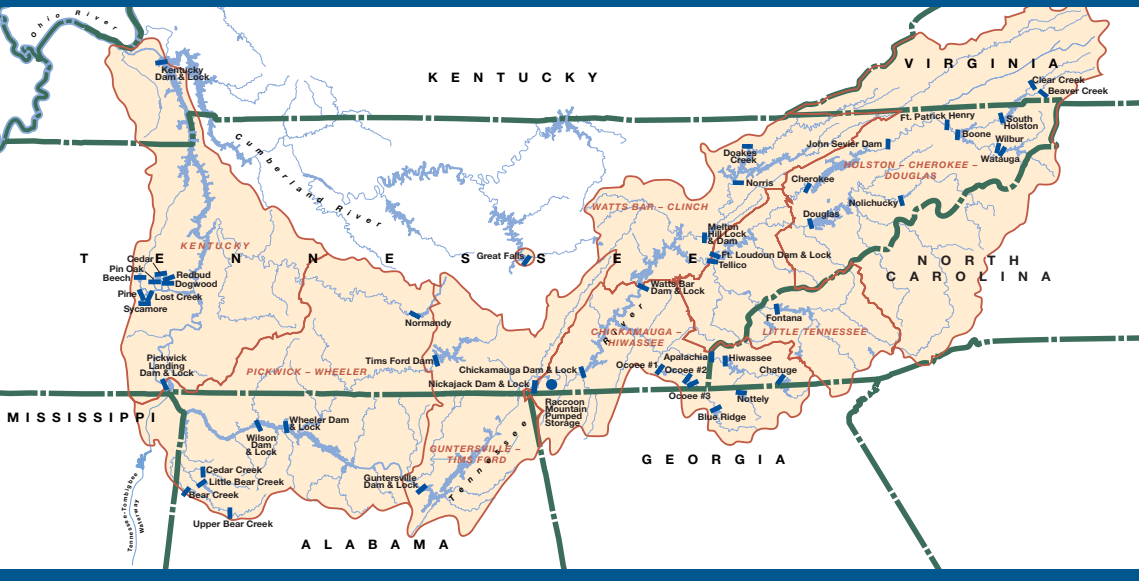 Ohio River
Kentucky
Dam & Lock
KENTUCKY
VIRGINIA
Clear Creek
Beaver Creek
Ft. Patrick Henry
South
Holston
Boone
Wilbur
Watauga
John Sevier Dam
Doakes
Creek
HOLSTON – CHEROKEE –
DOUGLAS
Cumberland River
Norris
Cherokee
Nolichucky
WATTS BAR – CLINCH
Douglas
Melton
Hill Lock
& Dam
KENTUCKY
TENNESSEE
Great Falls
Ft. Loudoun Dam & Lock
Tellico
NORTH
CAROLINA
Cedar
Pin Oak
Beech
Redbud
Dogwood
Pine
Lost Creek
Sycamore
Watts Bar
Dam & Lock
Normandy
Fontana
River
CHICKAMAUGA –
HIWASSEE
LITTLE TENNESSEE
Pickwick
Landing
Dam & Lock
PICKWICK – WHEELER
Tims Ford Dam
Chickamauga Dam & Lock
Nickajack Dam & Lock
Ocoee #1
Apalachia
Ocoee #2
Hiwassee
Chatuge
Ocoee #3
Nottely
Blue Ridge
Raccoon
Mountain
Pumped
Storage
MISSISSIPPI
Wheeler Dam
& Lock
Wilson
Dam
& Lock
GUNTERSVILLE –
TIMS FORD
Tennessee
GEORGIA
Cedar Creek
Little Bear Creek
Bear Creek
Guntersville
Dam & Lock
Upper Bear Creek
Tennessee-Tombigbee
Waterway
ALABAMA